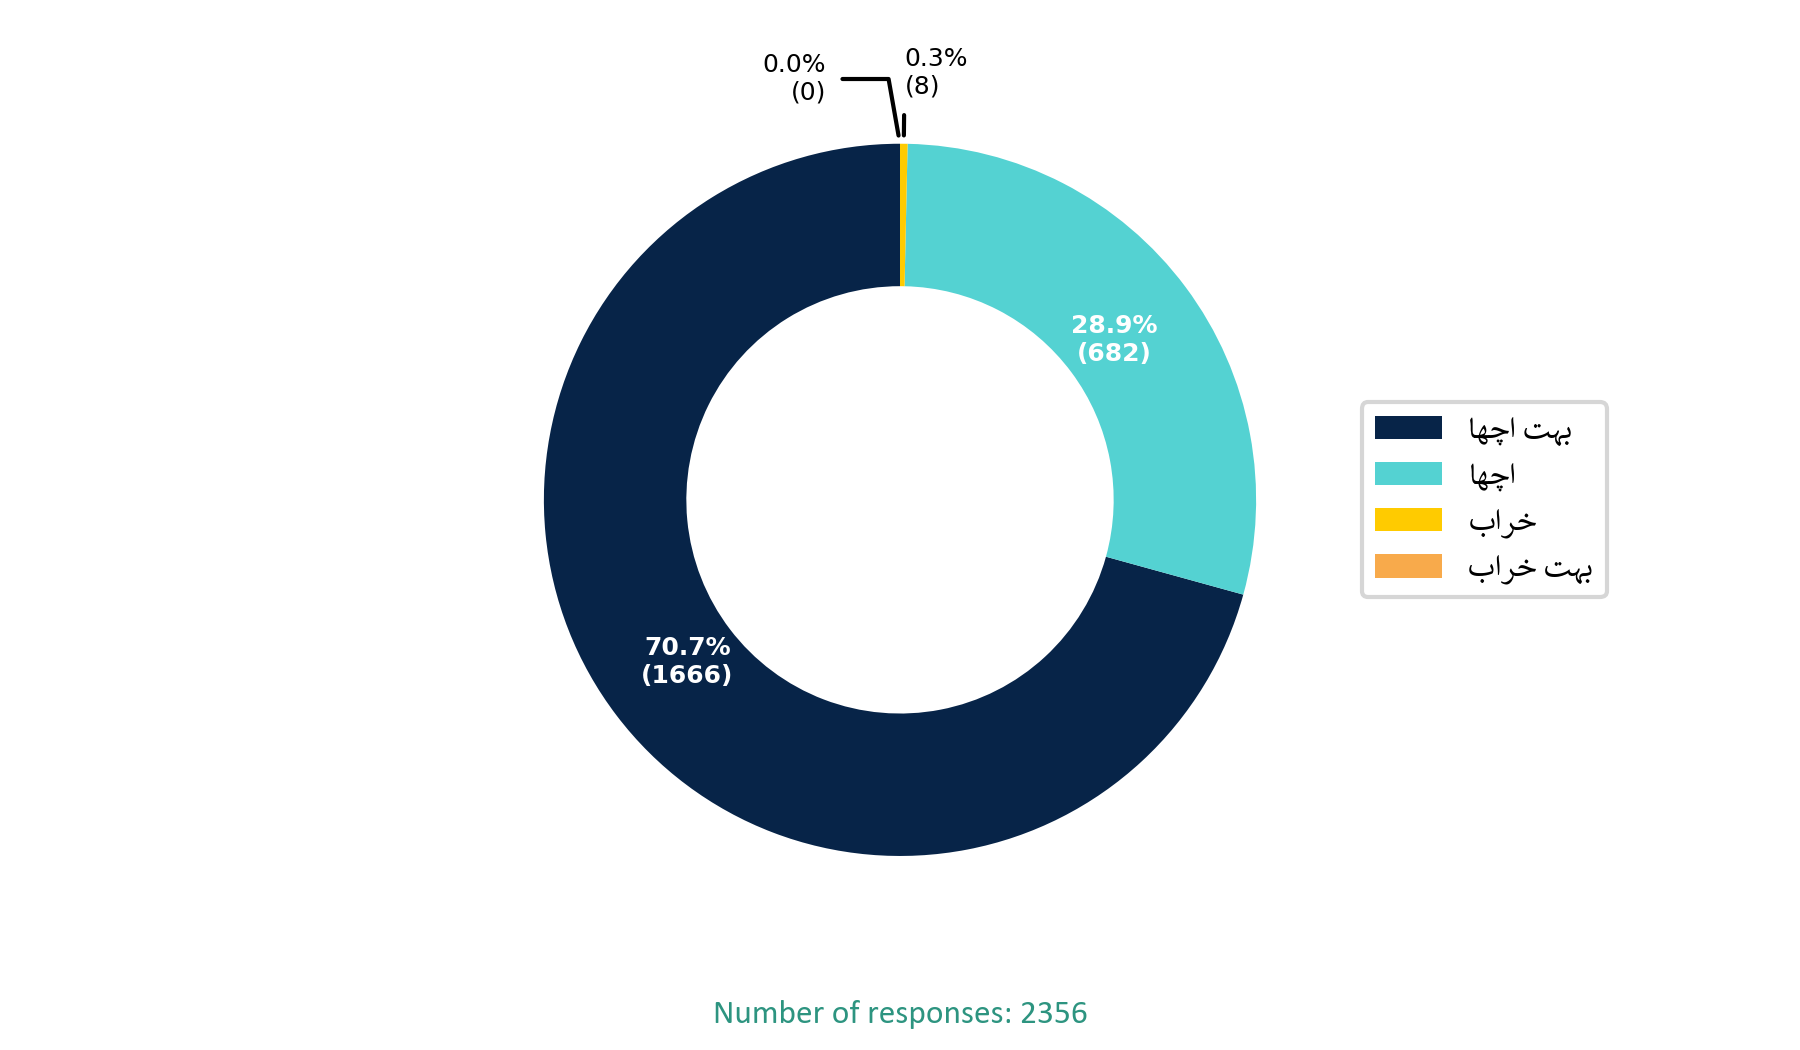 0.0%
(0)
0.3%
(8)
28.9%
(682)
70.7%
(1666)
بہت اچھا
اچھا
خراب
بہت خراب
Number of responses: 2356